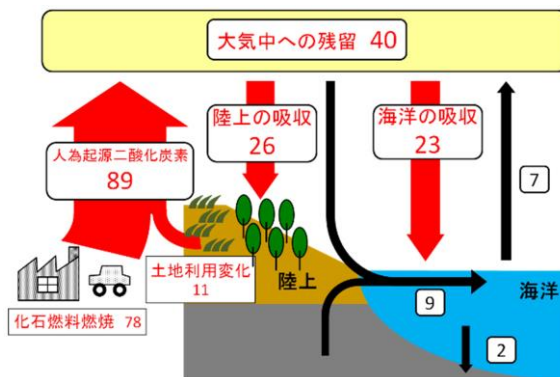 大気中への残留 40
人為起源二酸化炭素
89
陸上の吸収
26
海洋の吸収
23
7
土地利用変化
11
陸上
海洋
9
化石燃料燃焼 78
2